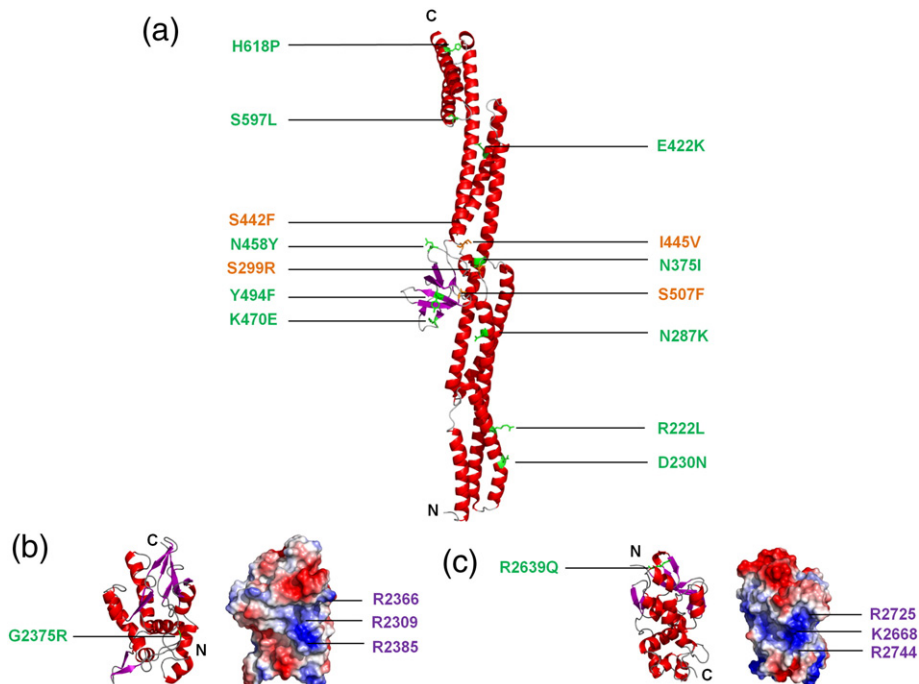 (a)
C
H618P
S597L
E422K
S442F
I445V
N458Y
N375I
S299R
Y494F
S507F
K470E
N287K
R222L
D230N
N
(b)
C
G2375R
N
R2366
R2309
R2385
(c)
N
R2639Q
C
R2725
K2668
R2744